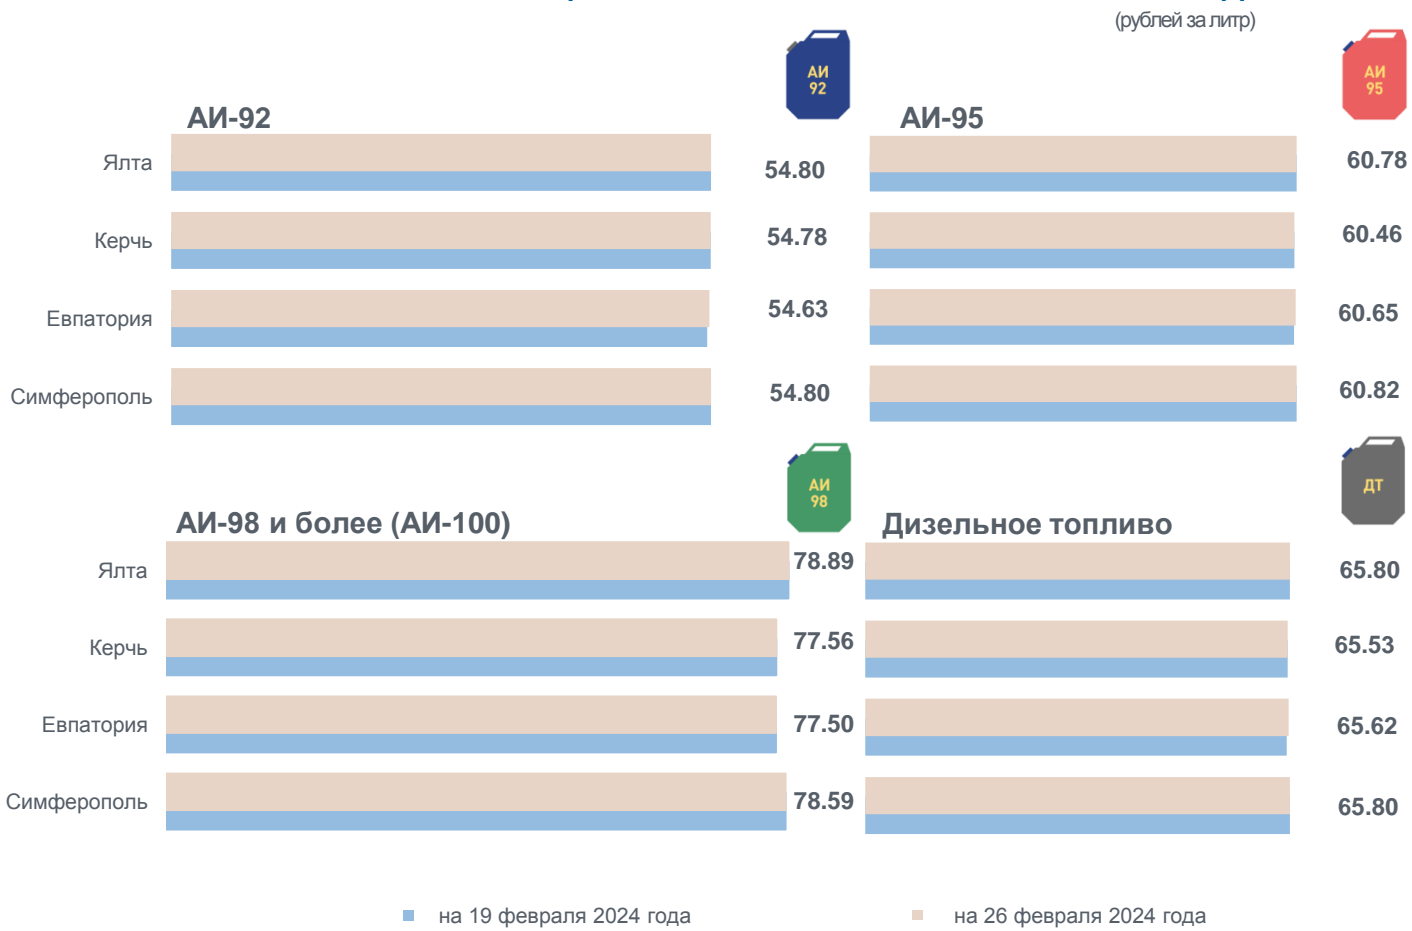 (рублей за литр)
АИ
92
АИ
95
АИ-92
АИ-95
Ялта
54.80
60.78
Керчь
54.78
60.46
Евпатория
54.63
60.65
Симферополь
54.80
60.82
АИ
98
ДТ
АИ-98 и более (АИ-100)
Дизельное топливо
Ялта
78.89
65.80
Керчь
77.56
65.53
Евпатория
77.50
65.62
Симферополь
78.59
65.80
на 19 февраля 2024 года
на 26 февраля 2024 года